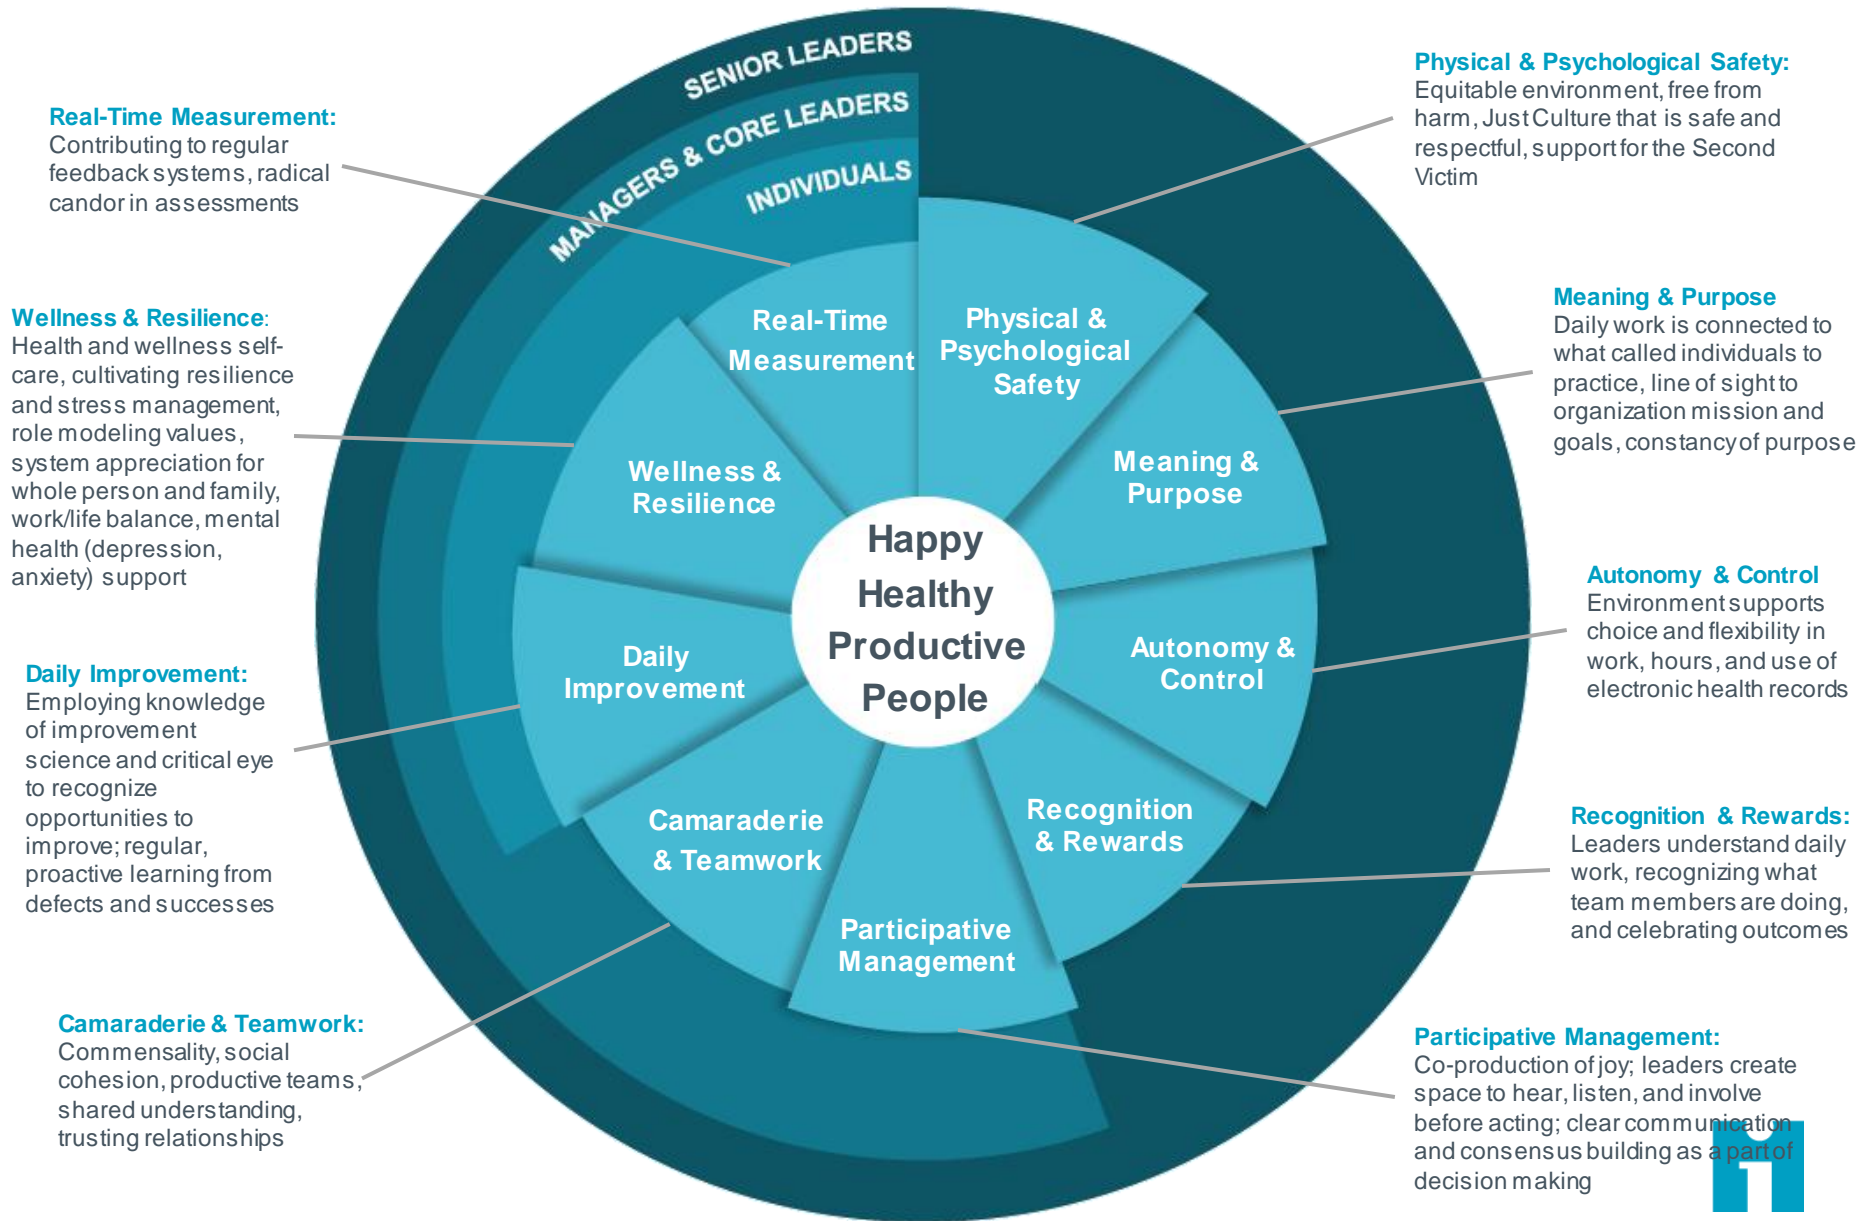 SENIOR LEADERS
MANAGERS & CORE LEADERS
INDIVIDUALS
Real-Time Measurement:
Contributing to regular
feedback systems, radical
candor in assessments
Wellness & Resilience:
Health and wellness self-
care, cultivating resilience
and stress management,
role modeling values,
system appreciation for
whole person and family,
work/life balance, mental
health (depression,
anxiety) support
Daily Improvement:
Employing knowledge
of improvement
science and critical eye
to recognize
opportunities to
improve; regular,
proactive learning from
defects and successes
Camaraderie & Teamwork:
Commensality, social
cohesion, productive teams,
shared understanding,
trusting relationships
Real-Time
Measurement
Physical &
Psychological
Safety
Wellness &
Resilience
Meaning &
Purpose
Happy
Healthy
Productive
People
Daily
Improvement
Autonomy &
Control
Camaraderie
& Teamwork
Recognition
& Rewards
Participative
Management
Physical & Psychological Safety:
Equitable environment, free from
harm, Just Culture that is safe and
respectful, support for the Second
Victim
Meaning & Purpose
Daily work is connected to
what called individuals to
practice, line of sight to
organization mission and
goals, constancy of purpose
Autonomy & Control
Environment supports
choice and flexibility in
work, hours, and use of
electronic health records
Recognition & Rewards:
Leaders understand daily
work, recognizing what
team members are doing,
and celebrating outcomes
Participative Management:
Co-production of joy; leaders create
space to hear, listen, and involve
before acting; clear communication
and consensus building as a part of
decision making